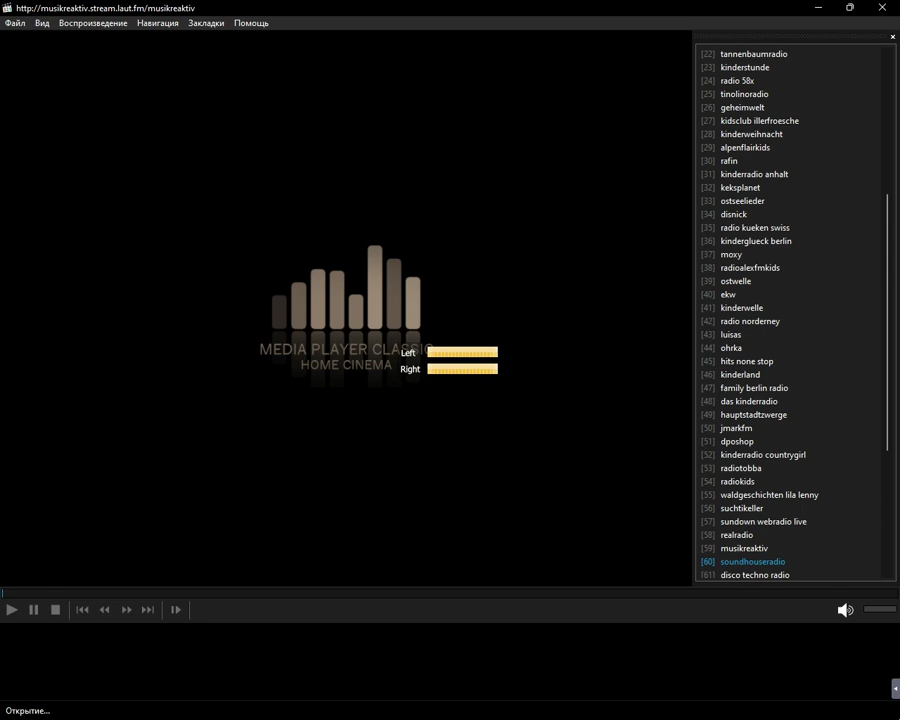 http://musikreaktiv.stream.laut.fm/musikreaktiv
Файл Вид Воспроизведение Навигация Закладки Помощь
[22] tannenbaumradio
[23] kinderstunde
[24] radio 58x
[25] tinolinoradio
[26] geheimwelt
[27] kidsclub illerfroesche
[28] kinderweihnacht
[29] alpenflairkids
[30] rafin
[31] kinderradio anhalt
[32] keksplanet
[33] ostseelieder
[34] disnick
[35] radio kueken swiss
[36] kinderglueck berlin
[37] moxy
[38] radioalexfmkids
[39] ostwelle
[40] ekw
[41] kinderwelle
[42] radio norderney
[43] luisas
[44] ohrka
[45] hits none stop
[46] kinderland
[47] family berlin radio
[48] das kinderradio
[49] hauptstadtzwerge
[50] jmarkfm
[51] dposhop
[52] kinderradio countrygirl
[53] radiotobba
[54] radiokids
[55] waldgeschichten lila lenny
[56] suchtikeller
[57] sundown webradio live
[58] realradio
[59] musikreaktiv
[60] soundhouseradio
[61] disco techno radio
MEDIA PLAYER CLASSIC
HOME CINEMA
Left
Right
Открытие...